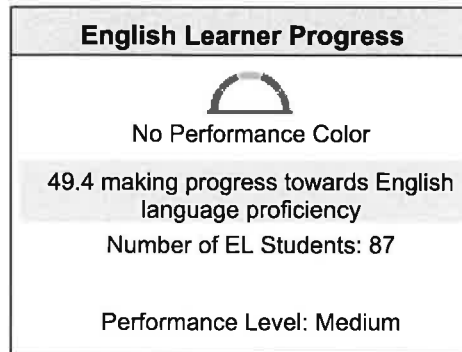 English Learner Progress
No Performance Color
49.4 making progress towards English
language proficiency
Number of EL Students: 87
Performance Level: Medium